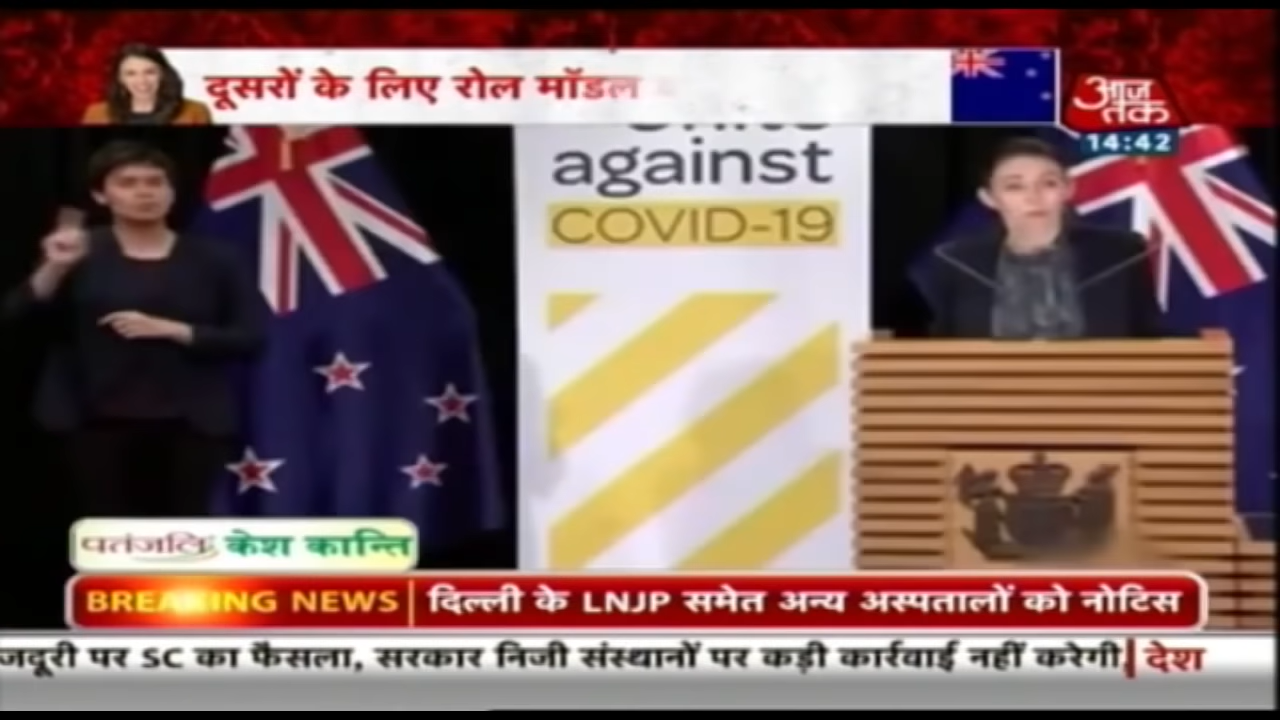 दूसरों के लिए रोल मॉडल
आज तक
14:42
against
COVID-19
पतंजलि केश कान्ति
BREAKING NEWS दिल्ली के LNJP समेत अन्य अस्पतालों को नोटिस
जदूरी पर SC का फैसला, सरकार निजी संस्थानों पर कड़ी कार्रवाई नहीं करेगी, देश